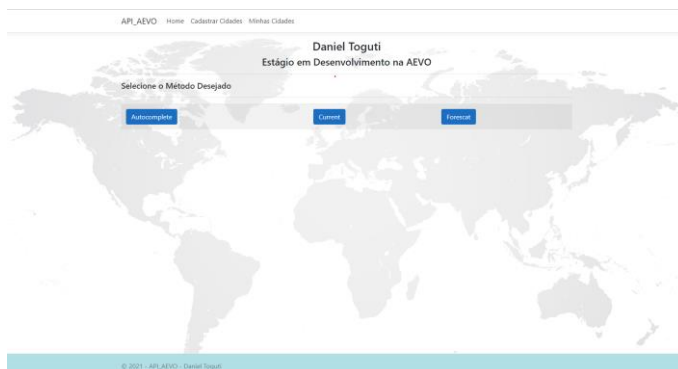 API_AEVO Home Cadastrar Cidades Minhas Cidades
Daniel Toguti
Estágio em Desenvolvimento na AEVO
Selecione o Método Desejado
Autocomplete Current Forescat
© 2021 - API_AEVO - Daniel Toguti